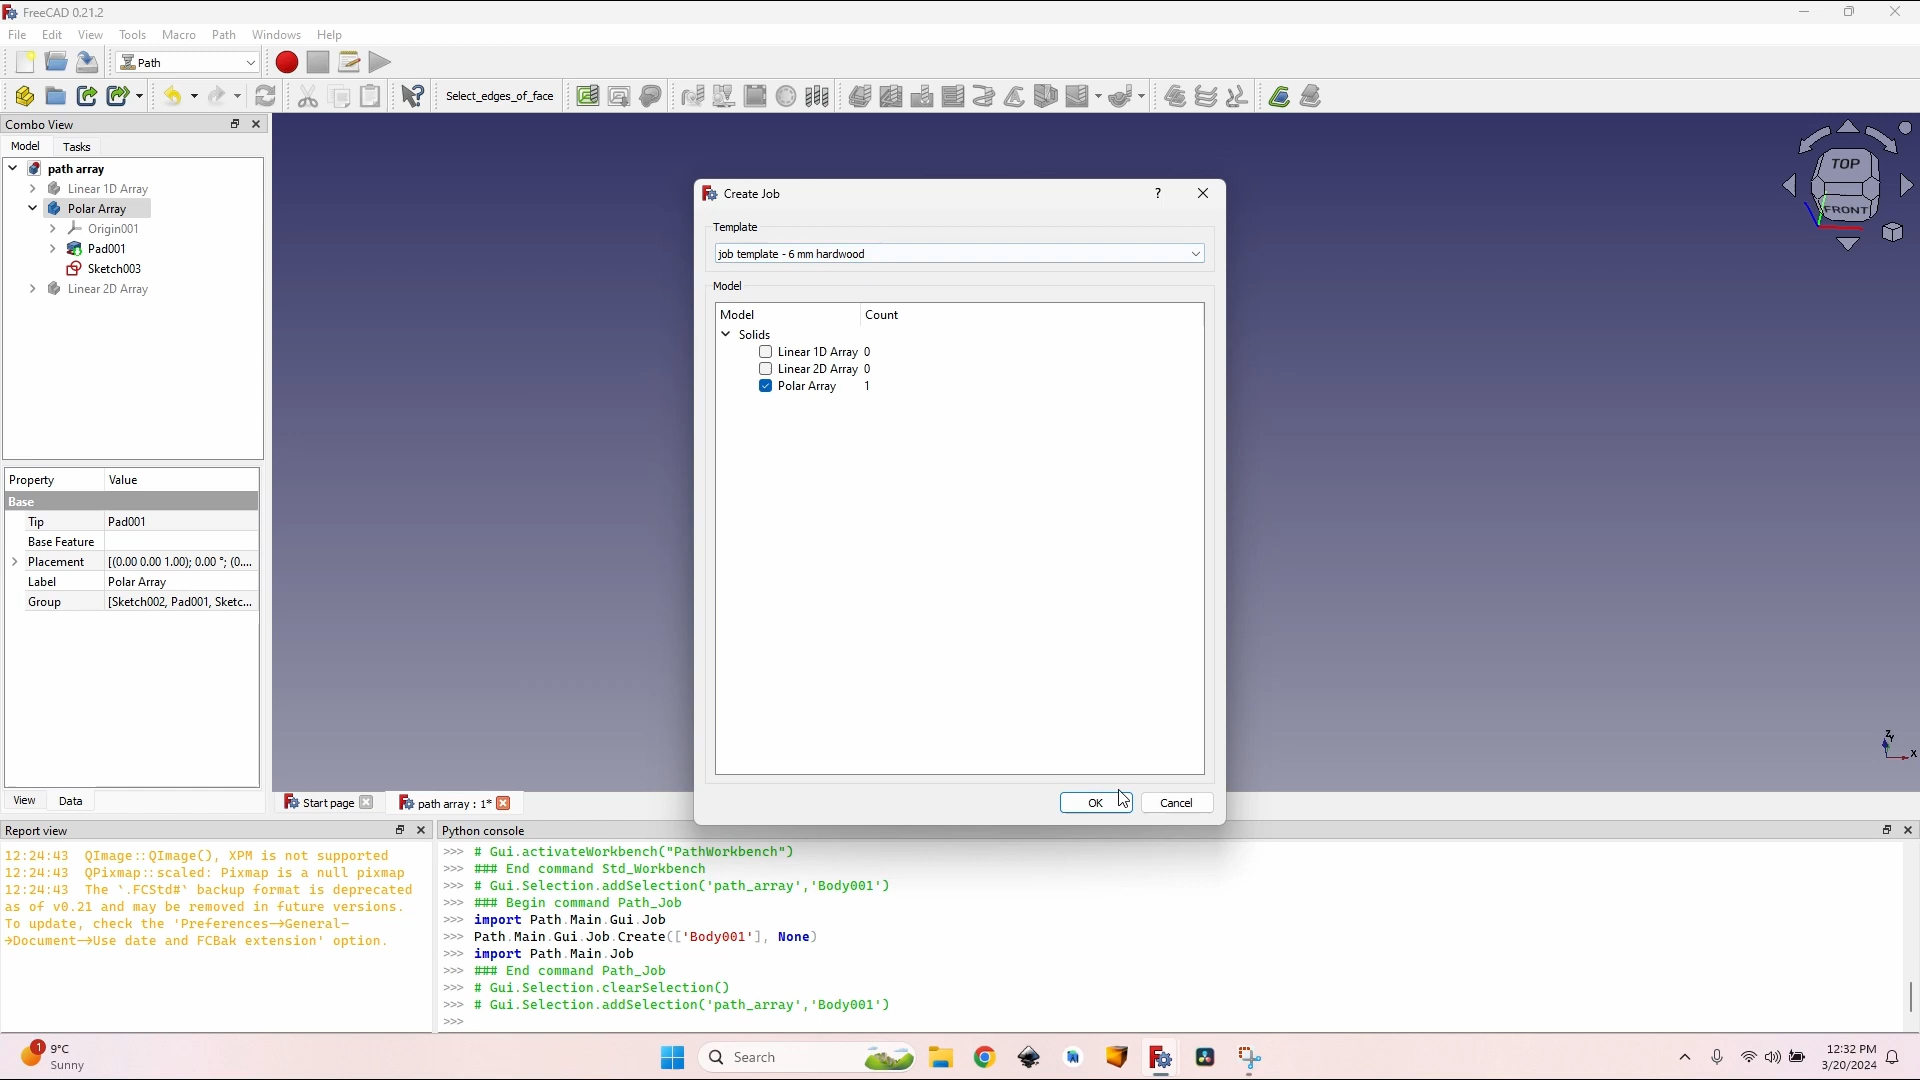 FreeCAD 0.21.2
File Edit View Tools Macro Path Windows Help
Path
Select_edges_of_face
Combo View
Model Tasks
path array
Linear 1D Array
Polar Array
Origin001
Pad001
Sketch003
Linear 2D Array
Property Value
Base
Tip Pad001
Base Feature
Placement [(0.00 0.00 1.00); 0.00 °; (0....
Label Polar Array
Group [Sketch002, Pad001, Sketc...
View Data
TOP
FRONT
Z
Y
X
Create Job
?
Template
job template - 6 mm hardwood
Model
Model Count
Solids
Linear 1D Array 0
Linear 2D Array 0
Polar Array 1
OK Cancel
Start page
path array : 1*
Report view
12:24:43 QImage::QImage(), XPM is not supported
12:24:43 QPixmap::scaled: Pixmap is a null pixmap
12:24:43 The '.FCStd#' backup format is deprecated
as of v0.21 and may be removed in future versions.
To update, check the 'Preferences->General-
>Document->Use date and FCBak extension' option.
Python console
>>> # Gui.activateWorkbench("PathWorkbench")
>>> ### End command Std_Workbench
>>> # Gui.Selection.addSelection('path_array','Body001')
>>> ### Begin command Path_Job
>>> import Path.Main.Gui.Job
>>> Path.Main.Gui.Job.Create(['Body001'], None)
>>> import Path.Main.Job
>>> ### End command Path_Job
>>> # Gui.Selection.clearSelection()
>>> # Gui.Selection.addSelection('path_array','Body001')
>>>
1
9°C
Sunny
Search
12:32 PM
3/20/2024